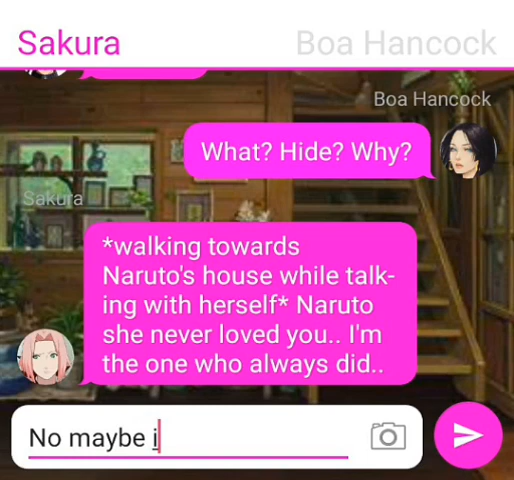 Sakura
Boa Hancock
Boa Hancock
What? Hide? Why?
Sakura
*walking towards
Naruto's house while talk-
ing with herself* Naruto
she never loved you.. I'm
the one who always did..
No maybe i